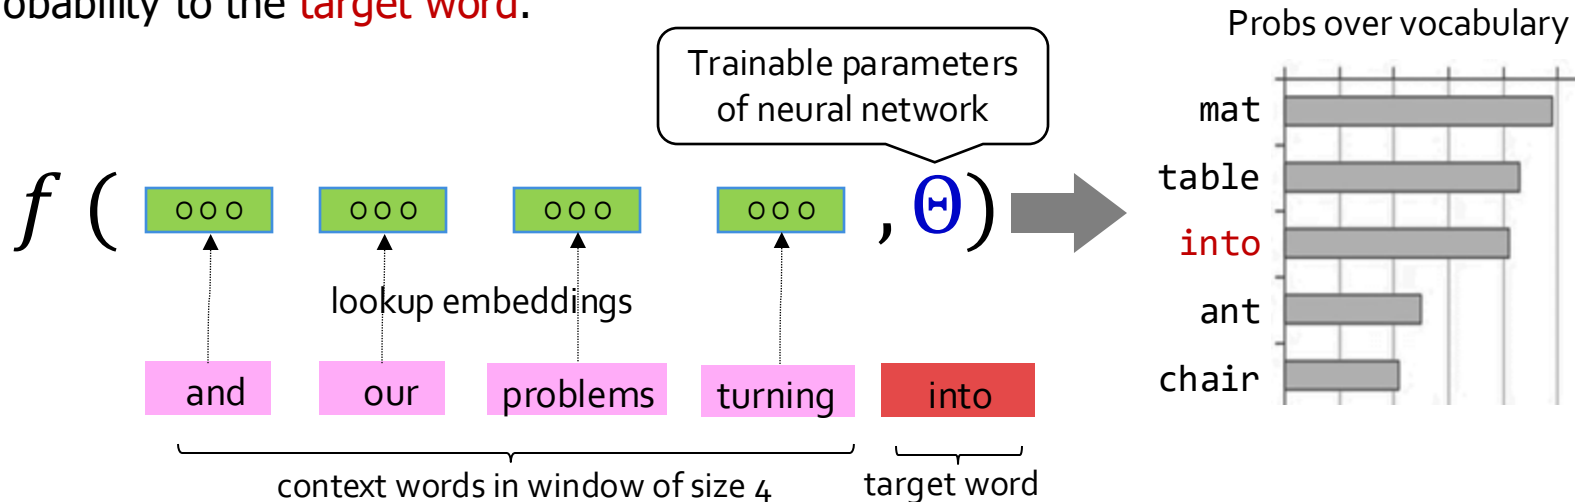 obability to the target word.
Probs over vocabulary
Trainable parameters
of neural network
f ( ooo ooo ooo ooo , Θ )
mat
table
into
ant
chair
lookup embeddings
and our problems turning into
context words in window of size 4
target word